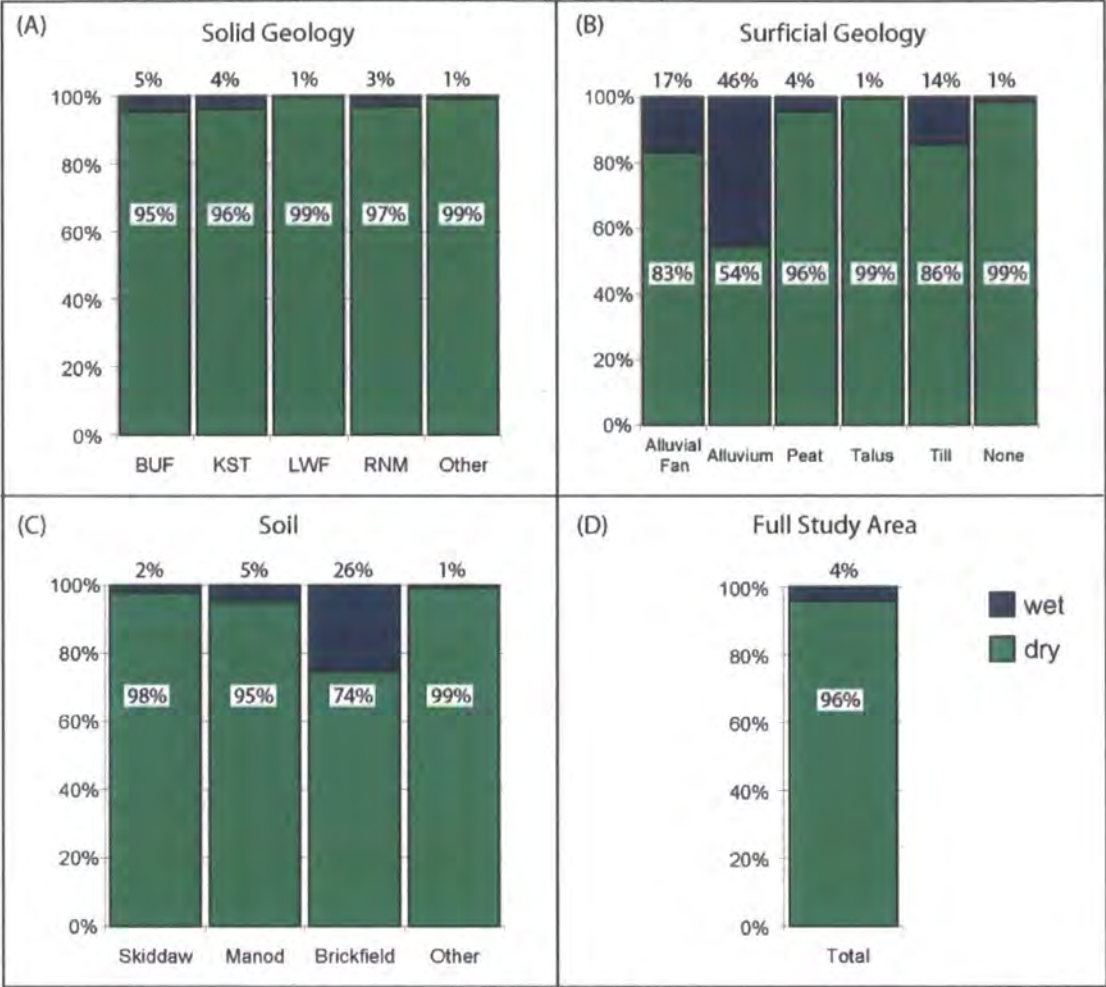 (A)
Solid Geology
5% 4% 1% 3% 1%
100%
80%
60%
40%
20%
0%
95% 96% 99% 97% 99%
BUF KST LWF RNM Other
(B)
Surficial Geology
17% 46% 4% 1% 14% 1%
100%
80%
60%
40%
20%
0%
83% 54% 96% 99% 86% 99%
Alluvial Fan Alluvium Peat Talus Till None
(C)
Soil
2% 5% 26% 1%
100%
80%
60%
40%
20%
0%
98% 95% 74% 99%
Skiddaw Manod Brickfield Other
(D)
Full Study Area
4%
100%
80%
60%
40%
20%
0%
96%
Total
wet
dry